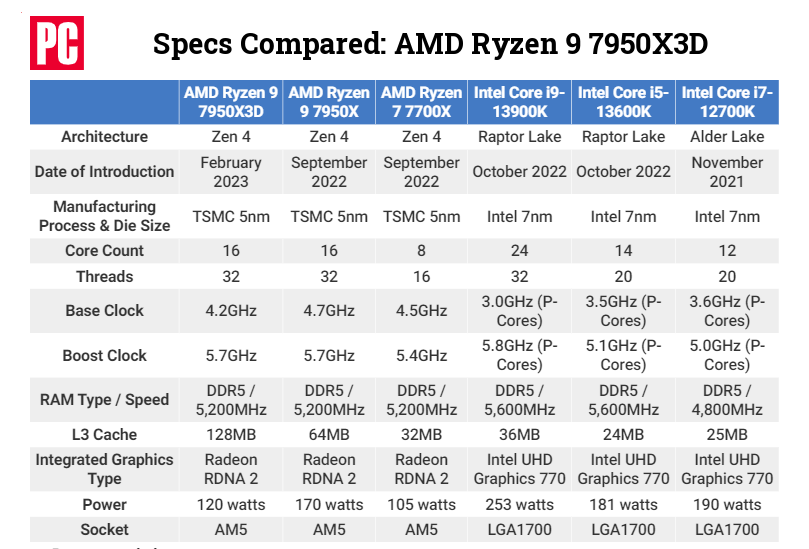 PC
Specs Compared: AMD Ryzen 9 7950X3D
AMD Ryzen 9 7950X3D | AMD Ryzen 9 7950X | AMD Ryzen 7 7700X | Intel Core i9-13900K | Intel Core i5-13600K | Intel Core i7-12700K
Architecture | Zen 4 | Zen 4 | Zen 4 | Raptor Lake | Raptor Lake | Alder Lake
Date of Introduction | February 2023 | September 2022 | September 2022 | October 2022 | October 2022 | November 2021
Manufacturing Process & Die Size | TSMC 5nm | TSMC 5nm | TSMC 5nm | Intel 7nm | Intel 7nm | Intel 7nm
Core Count | 16 | 16 | 8 | 24 | 14 | 12
Threads | 32 | 32 | 16 | 32 | 20 | 20
Base Clock | 4.2GHz | 4.7GHz | 4.5GHz | 3.0GHz (P-Cores) | 3.5GHz (P-Cores) | 3.6GHz (P-Cores)
Boost Clock | 5.7GHz | 5.7GHz | 5.4GHz | 5.8GHz (P-Cores) | 5.1GHz (P-Cores) | 5.0GHz (P-Cores)
RAM Type / Speed | DDR5 / 5,200MHz | DDR5 / 5,200MHz | DDR5 / 5,200MHz | DDR5 / 5,600MHz | DDR5 / 5,600MHz | DDR5 / 4,800MHz
L3 Cache | 128MB | 64MB | 32MB | 36MB | 24MB | 25MB
Integrated Graphics Type | Radeon RDNA 2 | Radeon RDNA 2 | Radeon RDNA 2 | Intel UHD Graphics 770 | Intel UHD Graphics 770 | Intel UHD Graphics 770
Power | 120 watts | 170 watts | 105 watts | 253 watts | 181 watts | 190 watts
Socket | AM5 | AM5 | AM5 | LGA1700 | LGA1700 | LGA1700